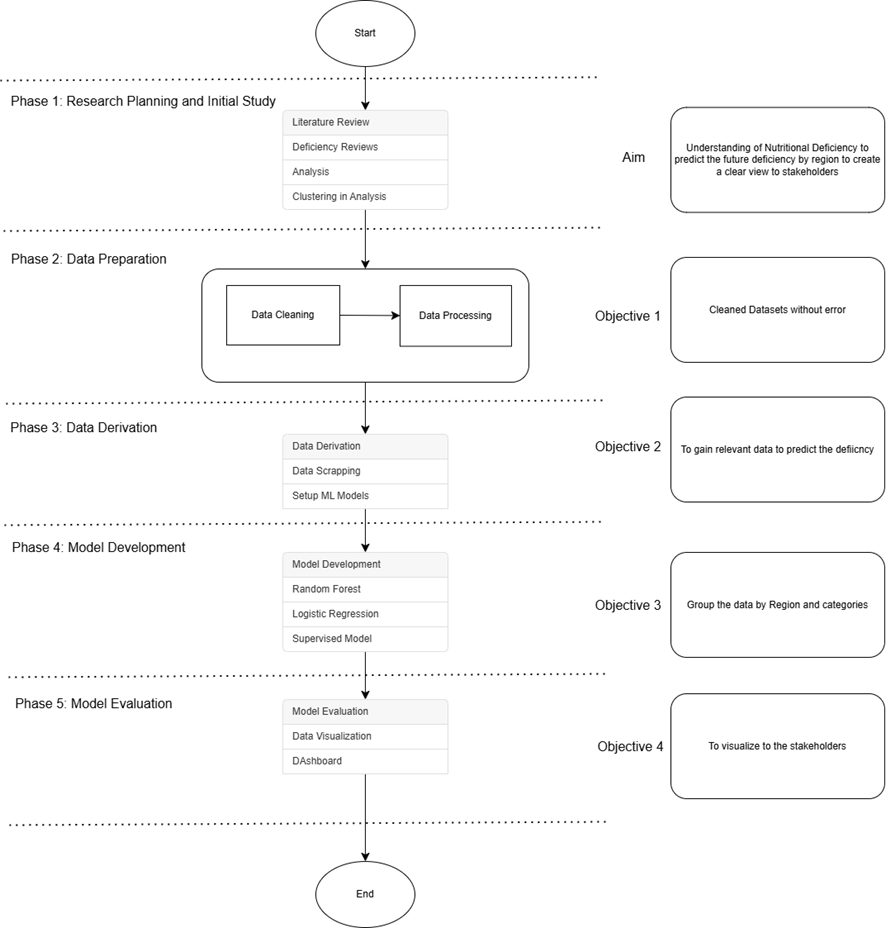 Start
Phase 1: Research Planning and Initial Study
Literature Review
Deficiency Reviews
Analysis
Clustering in Analysis
Aim
Understanding of Nutritional Deficiency to
predict the future deficiency by region to create
a clear view to stakeholders
Phase 2: Data Preparation
Data Cleaning
Data Processing
Objective 1
Cleaned Datasets without error
Phase 3: Data Derivation
Data Derivation
Data Scrapping
Setup ML Models
Objective 2
To gain relevant data to predict the defiicncy
Phase 4: Model Development
Model Development
Random Forest
Logistic Regression
Supervised Model
Objective 3
Group the data by Region and categories
Phase 5: Model Evaluation
Model Evaluation
Data Visualization
DAshboard
Objective 4
To visualize to the stakeholders
End